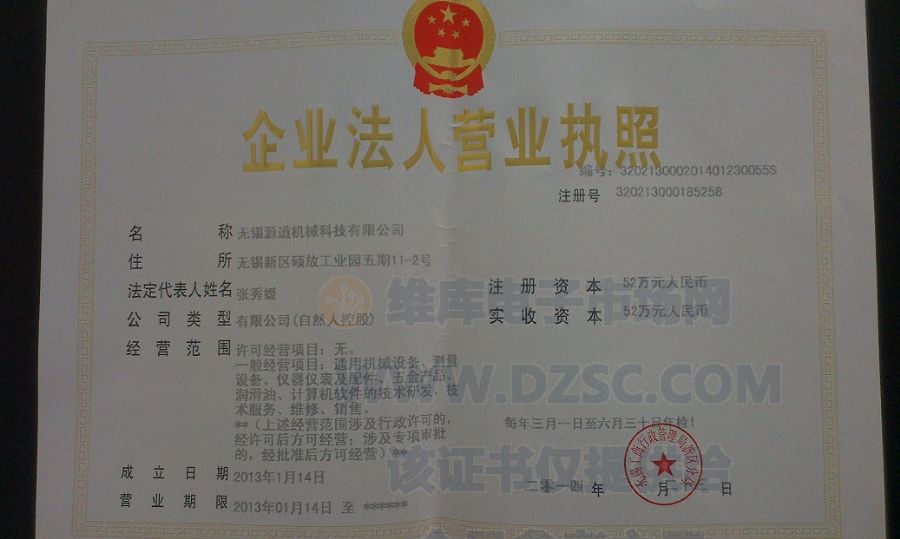 企业法人营业执照
编号: 320213000201401230055S
注册号 320213000185258
名 称 无锡源道机械科技有限公司
住 所 无锡新区硕放工业园五期11-2号
法定代表人姓名 张秀媛
注 册 资 本 52万元人民币
公 司 类 型 有限公司(自然人控股)
实 收 资 本 52万元人民币
经 营 范 围 许可经营项目: 无。
一般经营项目: 通用机械设备、测量
设备、仪器仪表及配件、五金产品、
润滑油、计算机软件的技术研发、技
术服务、维修、销售。
**(上述经营范围涉及行政许可的,
经许可后方可经营; 涉及专项审批
的, 经批准后方可经营)**
每年三月一日至六月三十日年检!
成 立 日 期 2013年1月14日
营 业 期 限 2013年01月14日 至 ******
二零一四 年 一 月 二十三 日
维库电子市场网
WWW.DZSC.COM
该证书仅提供给